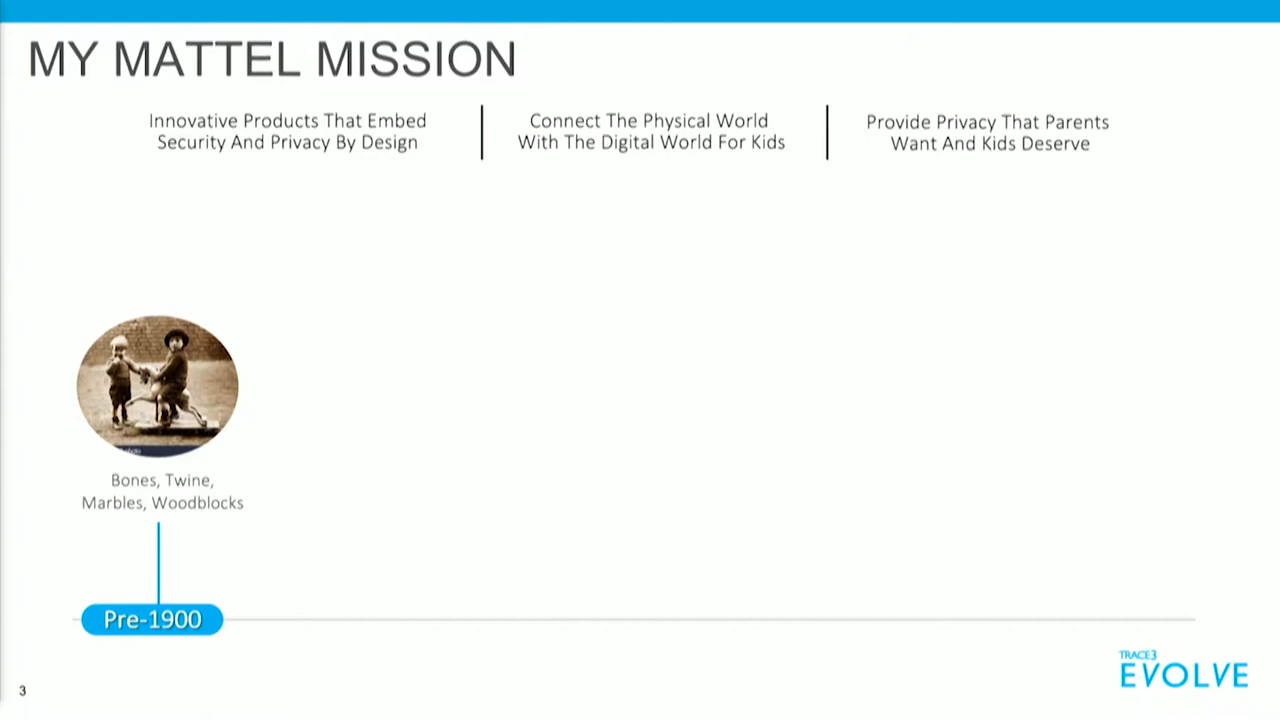 MY MATTEL MISSION
Innovative Products That Embed
Security And Privacy By Design
Connect The Physical World
With The Digital World For Kids
Provide Privacy That Parents
Want And Kids Deserve
Bones, Twine,
Marbles, Woodblocks
Pre-1900
TRACE3
EVOLVE
3